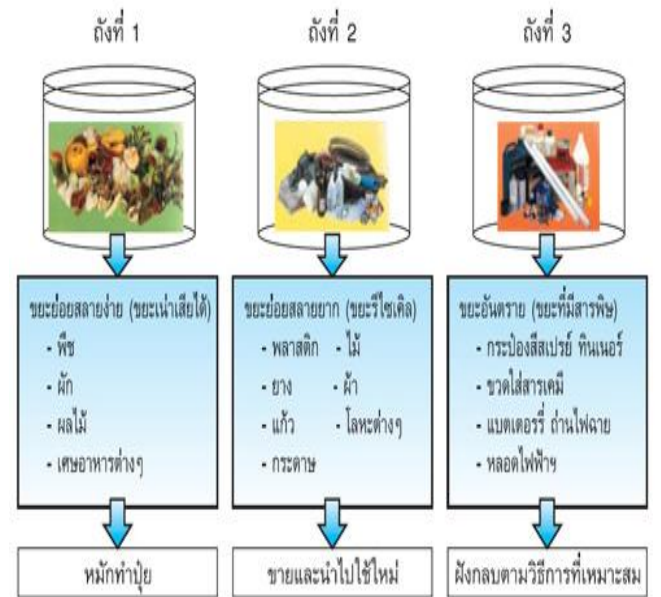 ถังที่ 1
ถังที่ 2
ถังที่ 3
ขยะย่อยสลายง่าย (ขยะเน่าเสียได้)
- พืช
- ผัก
- ผลไม้
- เศษอาหารต่างๆ
ขยะย่อยสลายยาก (ขยะรีไซเคิล)
- พลาสติก - ไม้
- ยาง - ผ้า
- แก้ว - โลหะต่างๆ
- กระดาษ
ขยะอันตราย (ขยะที่มีสารพิษ)
- กระป๋องสีสเปรย์ ทินเนอร์
- ขวดใส่สารเคมี
- แบตเตอรรี่ ถ่านไฟฉาย
- หลอดไฟฟ้าฯ
หมักทำปุ๋ย
ขายและนำไปใช้ใหม่
ฝังกลบตามวิธีการที่เหมาะสม